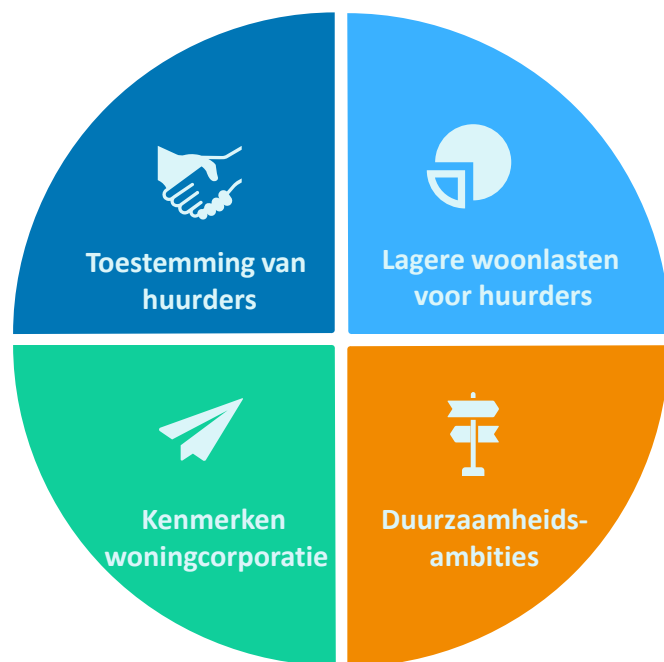 Toestemming van
huurders
Lagere woonlasten
voor huurders
Kenmerken
woningcorporatie
Duurzaamheids-
ambities